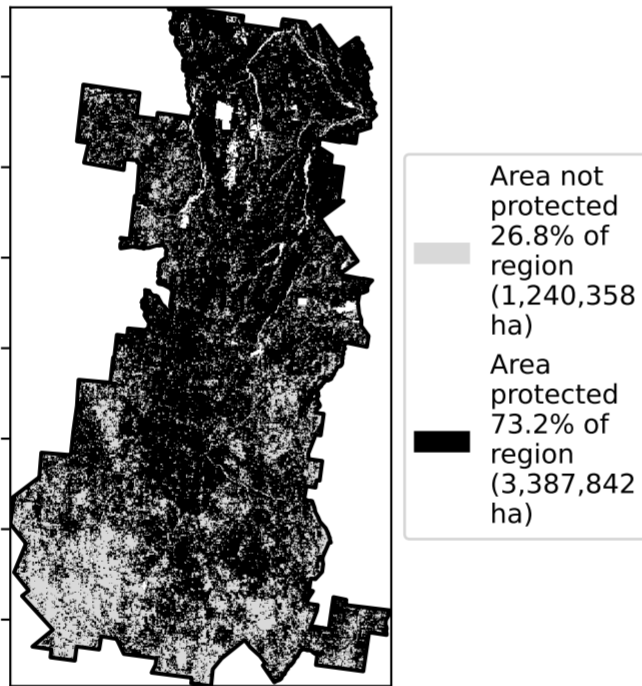 Area not
protected
26.8% of
region
(1,240,358
ha)
Area
protected
73.2% of
region
(3,387,842
ha)